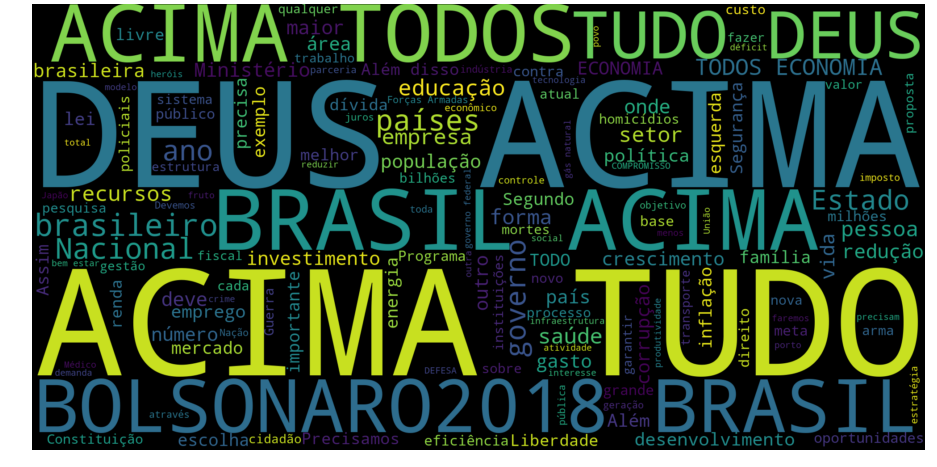 ACIMA TODOS TUDO DEUS
qualquer
custo
livre
maior
área
trabalho
povo
fazer
déficit
brasileira
heróis
Ministério
parceria
Além disso
indústria
contra
ECONOMIA
TODOS ECONOMIA
modelo
educação
tecnologia
valor
DEUS ACIMA
lei
policiais
sistema
público
precisa
exemplo
dívida
Forças Armadas
econômico
atual
onde
homicídios
esquerda
Segurança
proposta
juros
países
empresa
setor
total
ano
estrutura
melhor
reduzir
população
bilhões
gás natural
política
COMPROMISSO
imposto
recursos
Japão
fruto
controle
BRASIL ACIMA
Devemos
pesquisa
toda
governo federal
Segundo
forma
mortes
objetivo
base
União
menos
Estado
milhões
pessoa
brasileiro
Nacional
Assim
bem estar
gestão
fiscal
investimento
Programa
outra
social
TODO
crescimento
família
vida
redução
ACIMA TUDO
renda
deve
cada
emprego
crime
número
Nação
mercado
Guerra
importante
energia
outro
instituições
governo
novo
país
processo
infraestrutura
saúde
atividade
gasto
interesse
garantir
corrupção
produtividade
transporte
inflação
direito
nova
meta
faremos
arma
porto
precisam
Médico
demanda
DEFESA
sobre
BOLSONARO2018 BRASIL
através
pública
grande
geração
Além
estratégia
Constituição
escolha
cidadão
Precisamos
eficiência
Liberdade
desenvolvimento
oportunidades